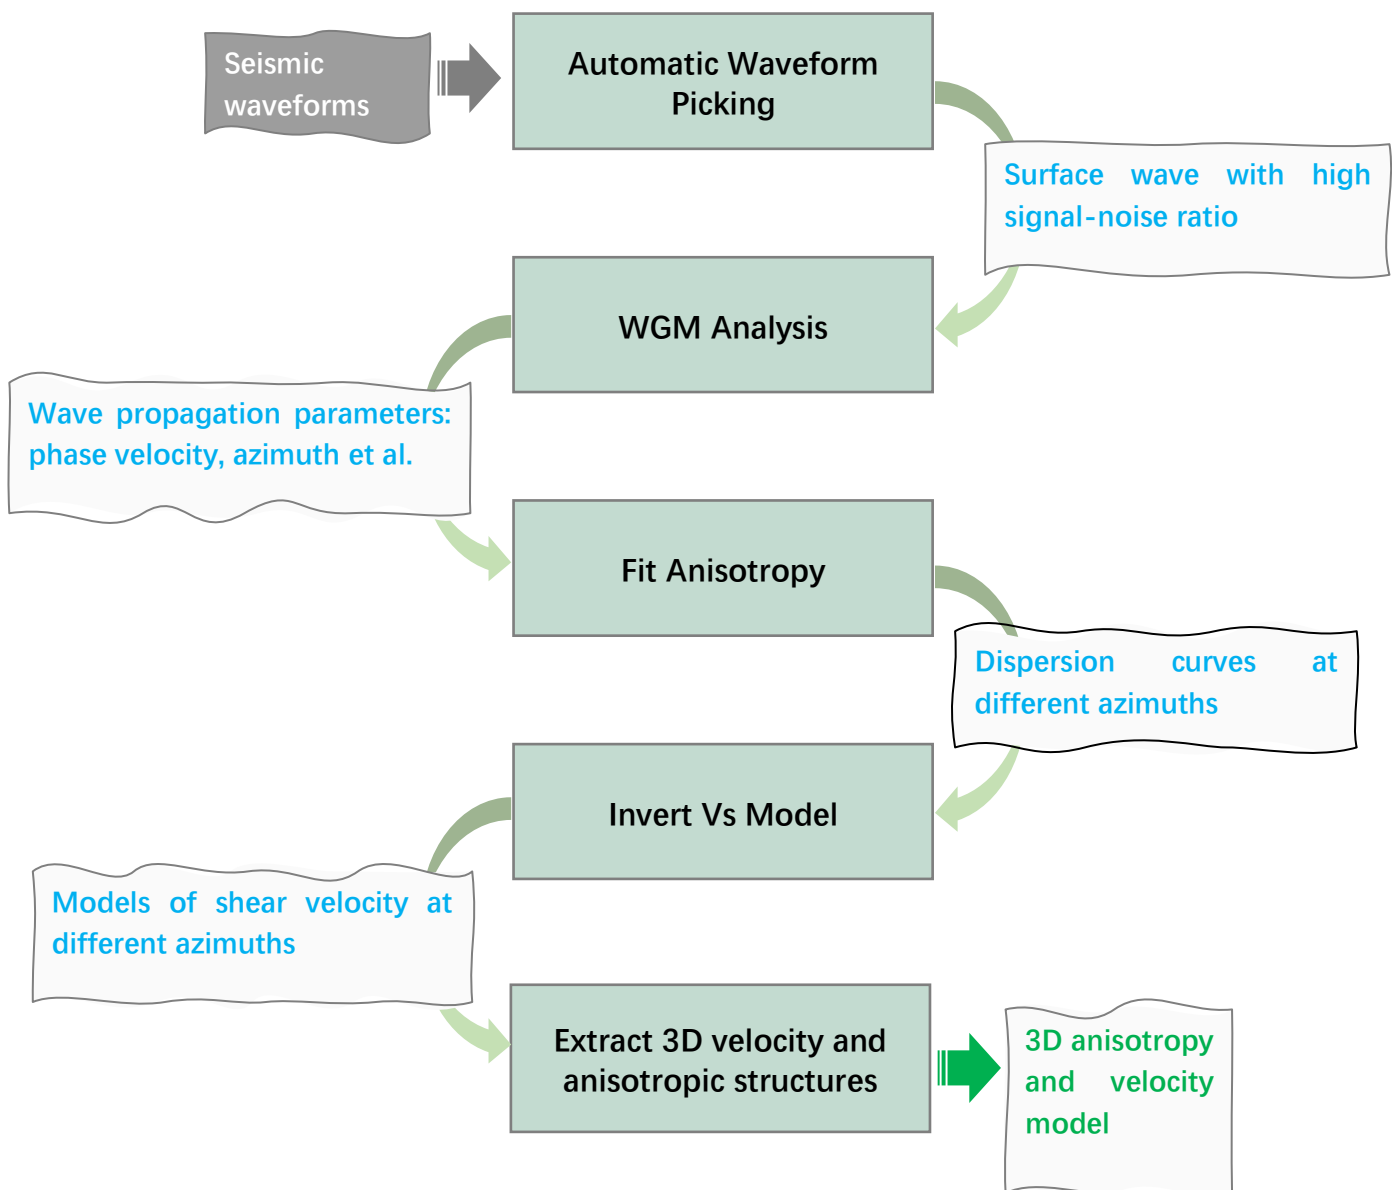 Seismic
waveforms
Automatic Waveform
Picking
Surface wave with high
signal-noise ratio
WGM Analysis
Wave propagation parameters:
phase velocity, azimuth et al.
Fit Anisotropy
Dispersion curves at
different azimuths
Invert Vs Model
Models of shear velocity at
different azimuths
Extract 3D velocity and
anisotropic structures
3D anisotropy
and velocity
model